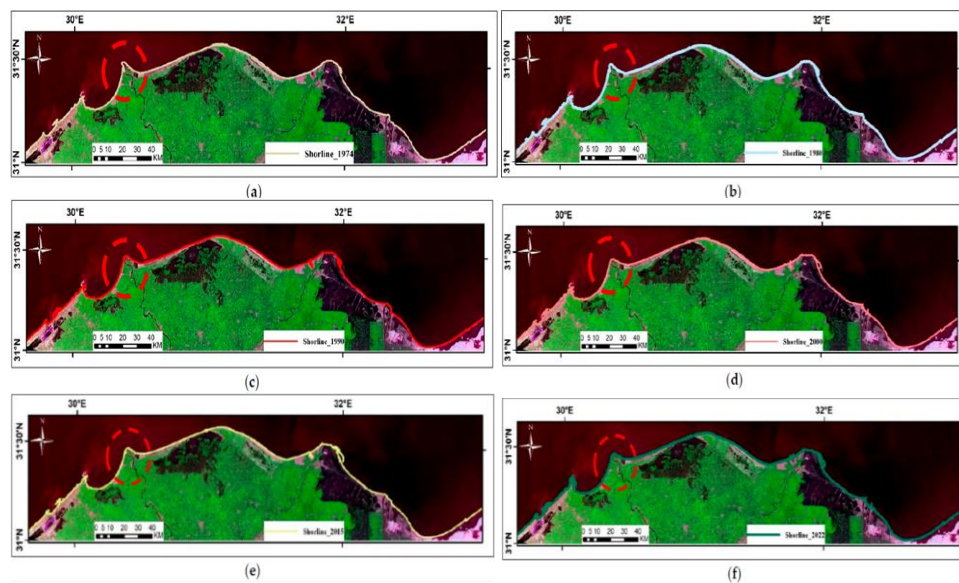 30°E 32°E
31°30'N
N
31°N
0 5 10 20 30 40
KM
Shorline_1974
(a)
30°E 32°E
31°30'N
N
31°N
0 5 10 20 30 40
KM
Shorline_1980
(b)
30°E 32°E
31°30'N
N
31°N
0 5 10 20 30 40
KM
Shorline_1990
(c)
30°E 32°E
31°30'N
N
31°N
0 5 10 20 30 40
KM
Shorline_2000
(d)
30°E 32°E
31°30'N
N
31°N
0 5 10 20 30 40
KM
Shorline_2015
(e)
30°E 32°E
31°30'N
N
31°N
0 5 10 20 30 40
KM
Shorline_2022
(f)